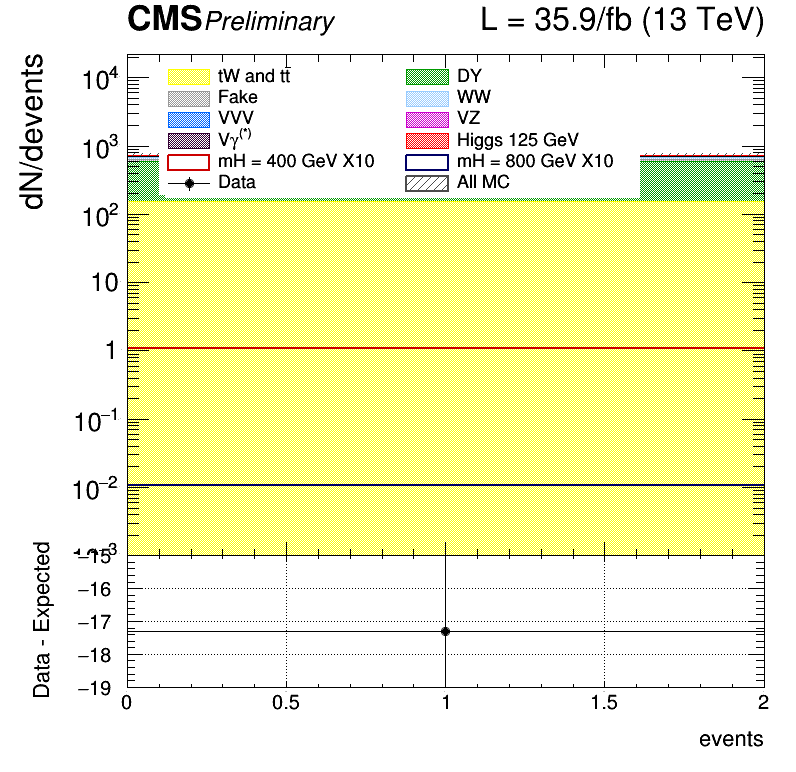 CMS Preliminary L = 35.9/fb (13 TeV)
dN/devents
10⁴
10³
10²
10
1
10⁻¹
10⁻²
tW and tt̅ DY
Fake WW
VVV VZ
Vγ(*) Higgs 125 GeV
mH = 400 GeV X10 mH = 800 GeV X10
Data All MC
Data - Expected
−15
−16
−17
−18
−19
0 0.5 1 1.5 2
events